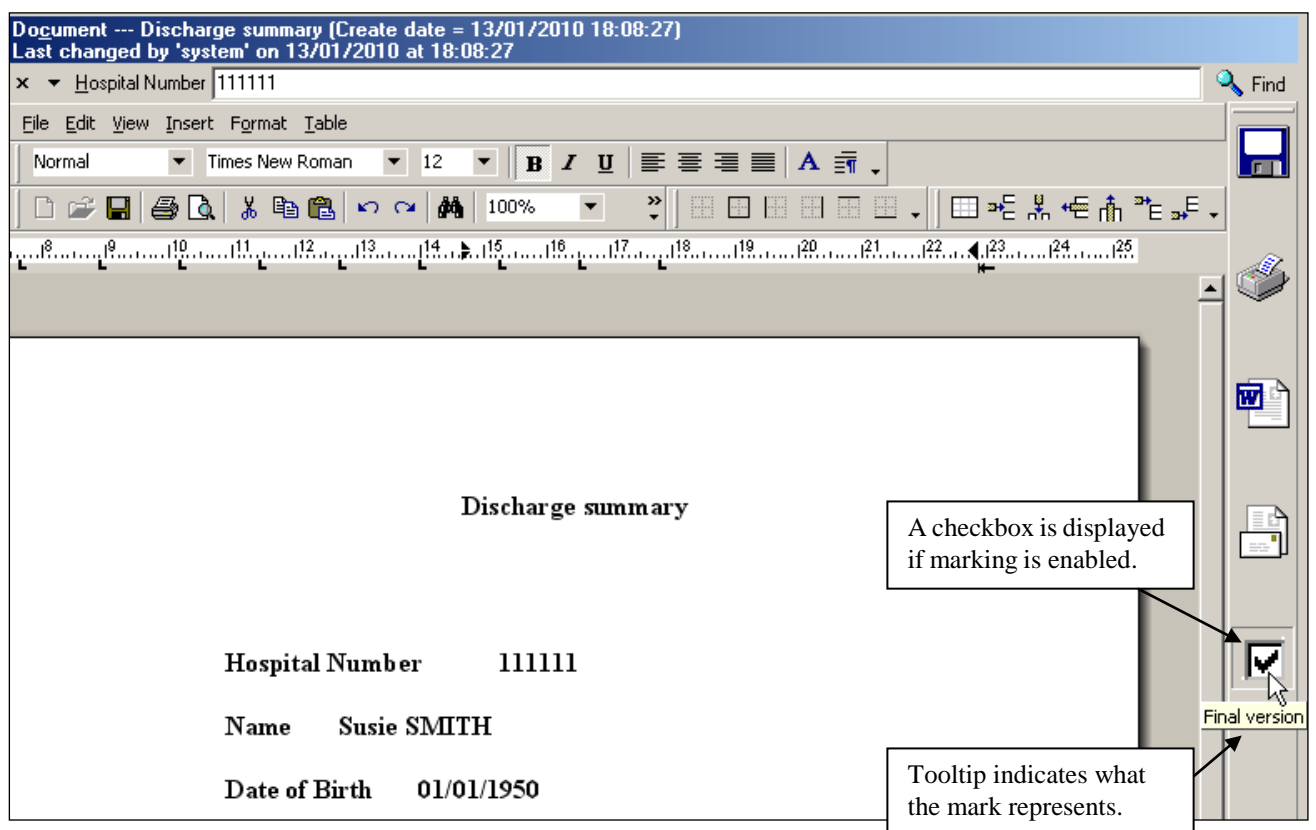 Document --- Discharge summary (Create date = 13/01/2010 18:08:27)
Last changed by 'system' on 13/01/2010 at 18:08:27
Hospital Number 111111 Find
File Edit View Insert Format Table
Normal Times New Roman 12 B I U A
100%
8 9 10 11 12 13 14 15 16 17 18 19 20 21 22 23 24 25
W
Discharge summary
A checkbox is displayed
if marking is enabled.
Hospital Number 111111
Final version
Name Susie SMITH
Tooltip indicates what
the mark represents.
Date of Birth 01/01/1950